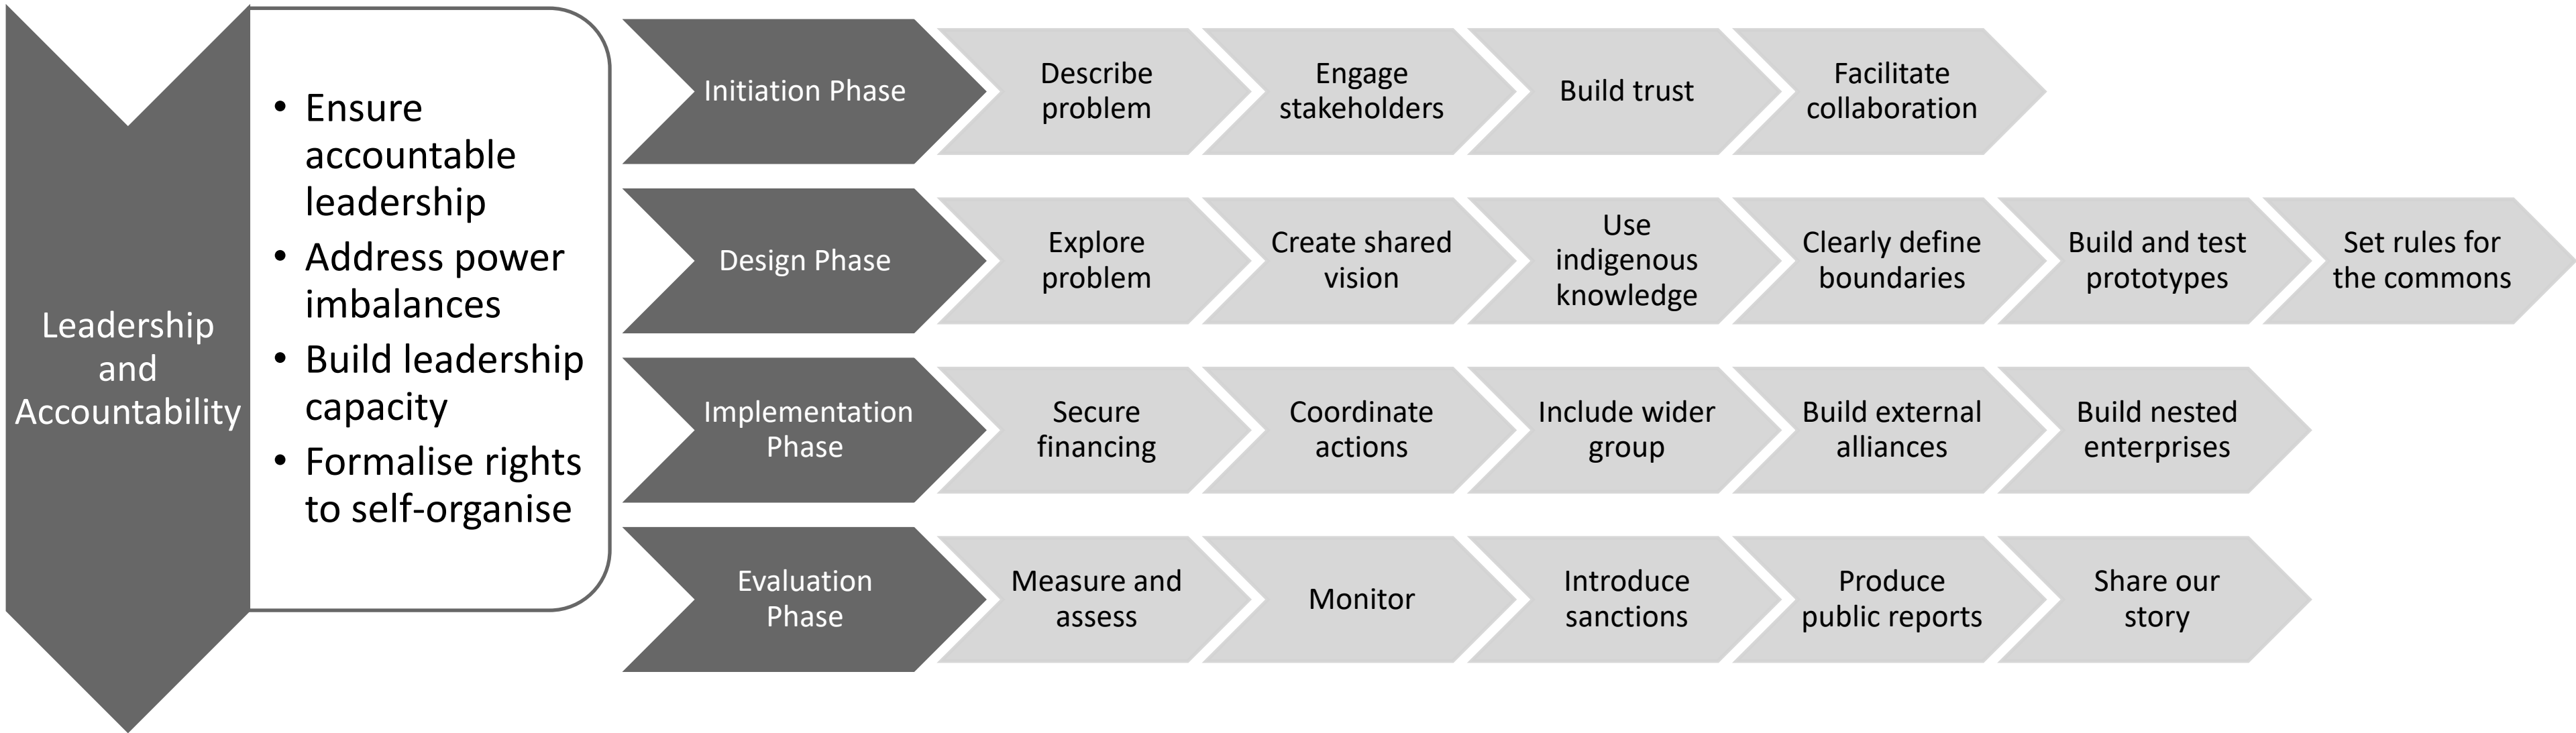 Leadership
and
Accountability
• Ensure
accountable
leadership
• Address power
imbalances
• Build leadership
capacity
• Formalise rights
to self-organise
Initiation Phase
Describe
problem
Engage
stakeholders
Build trust
Facilitate
collaboration
Design Phase
Explore
problem
Create shared
vision
Use
indigenous
knowledge
Clearly define
boundaries
Build and test
prototypes
Set rules for
the commons
Implementation
Phase
Secure
financing
Coordinate
actions
Include wider
group
Build external
alliances
Build nested
enterprises
Evaluation
Phase
Measure and
assess
Monitor
Introduce
sanctions
Produce
public reports
Share our
story